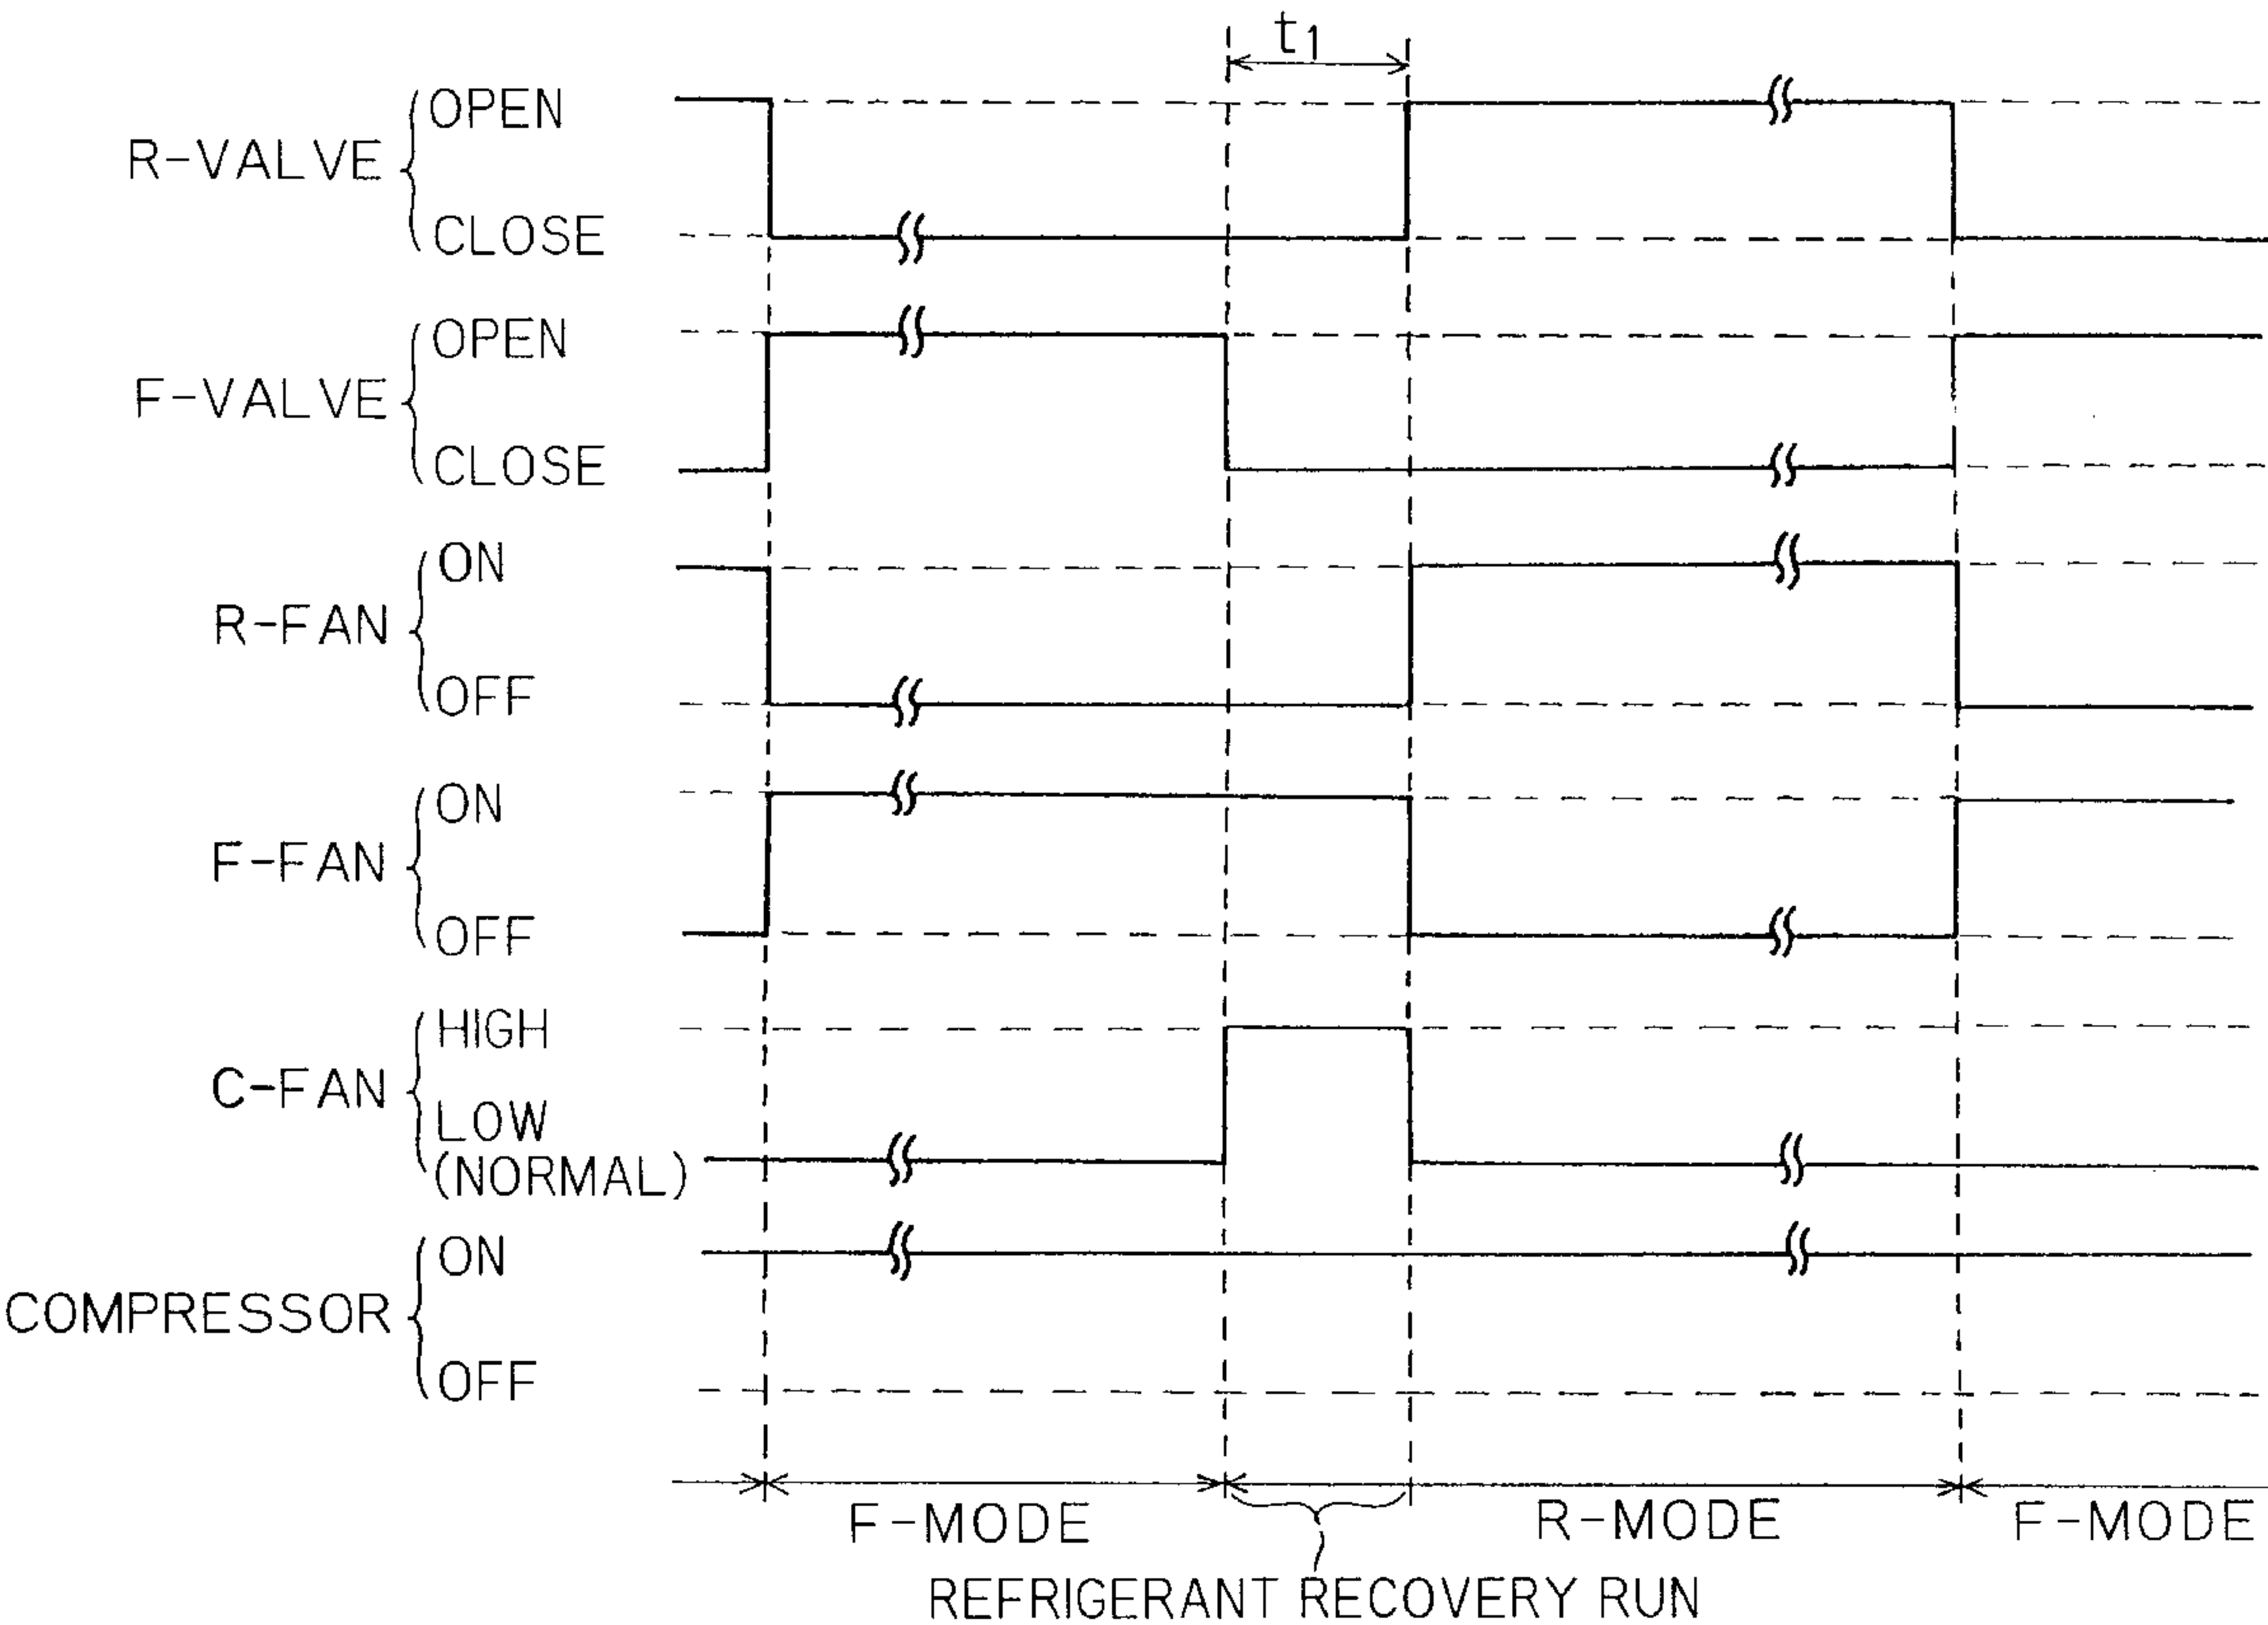 t1
R-VALVE
OPEN
CLOSE
F-VALVE
OPEN
CLOSE
R-FAN
ON
OFF
F-FAN
ON
OFF
C-FAN
HIGH
LOW
(NORMAL)
COMPRESSOR
ON
OFF
F-MODE
R-MODE
F-MODE
REFRIGERANT RECOVERY RUN